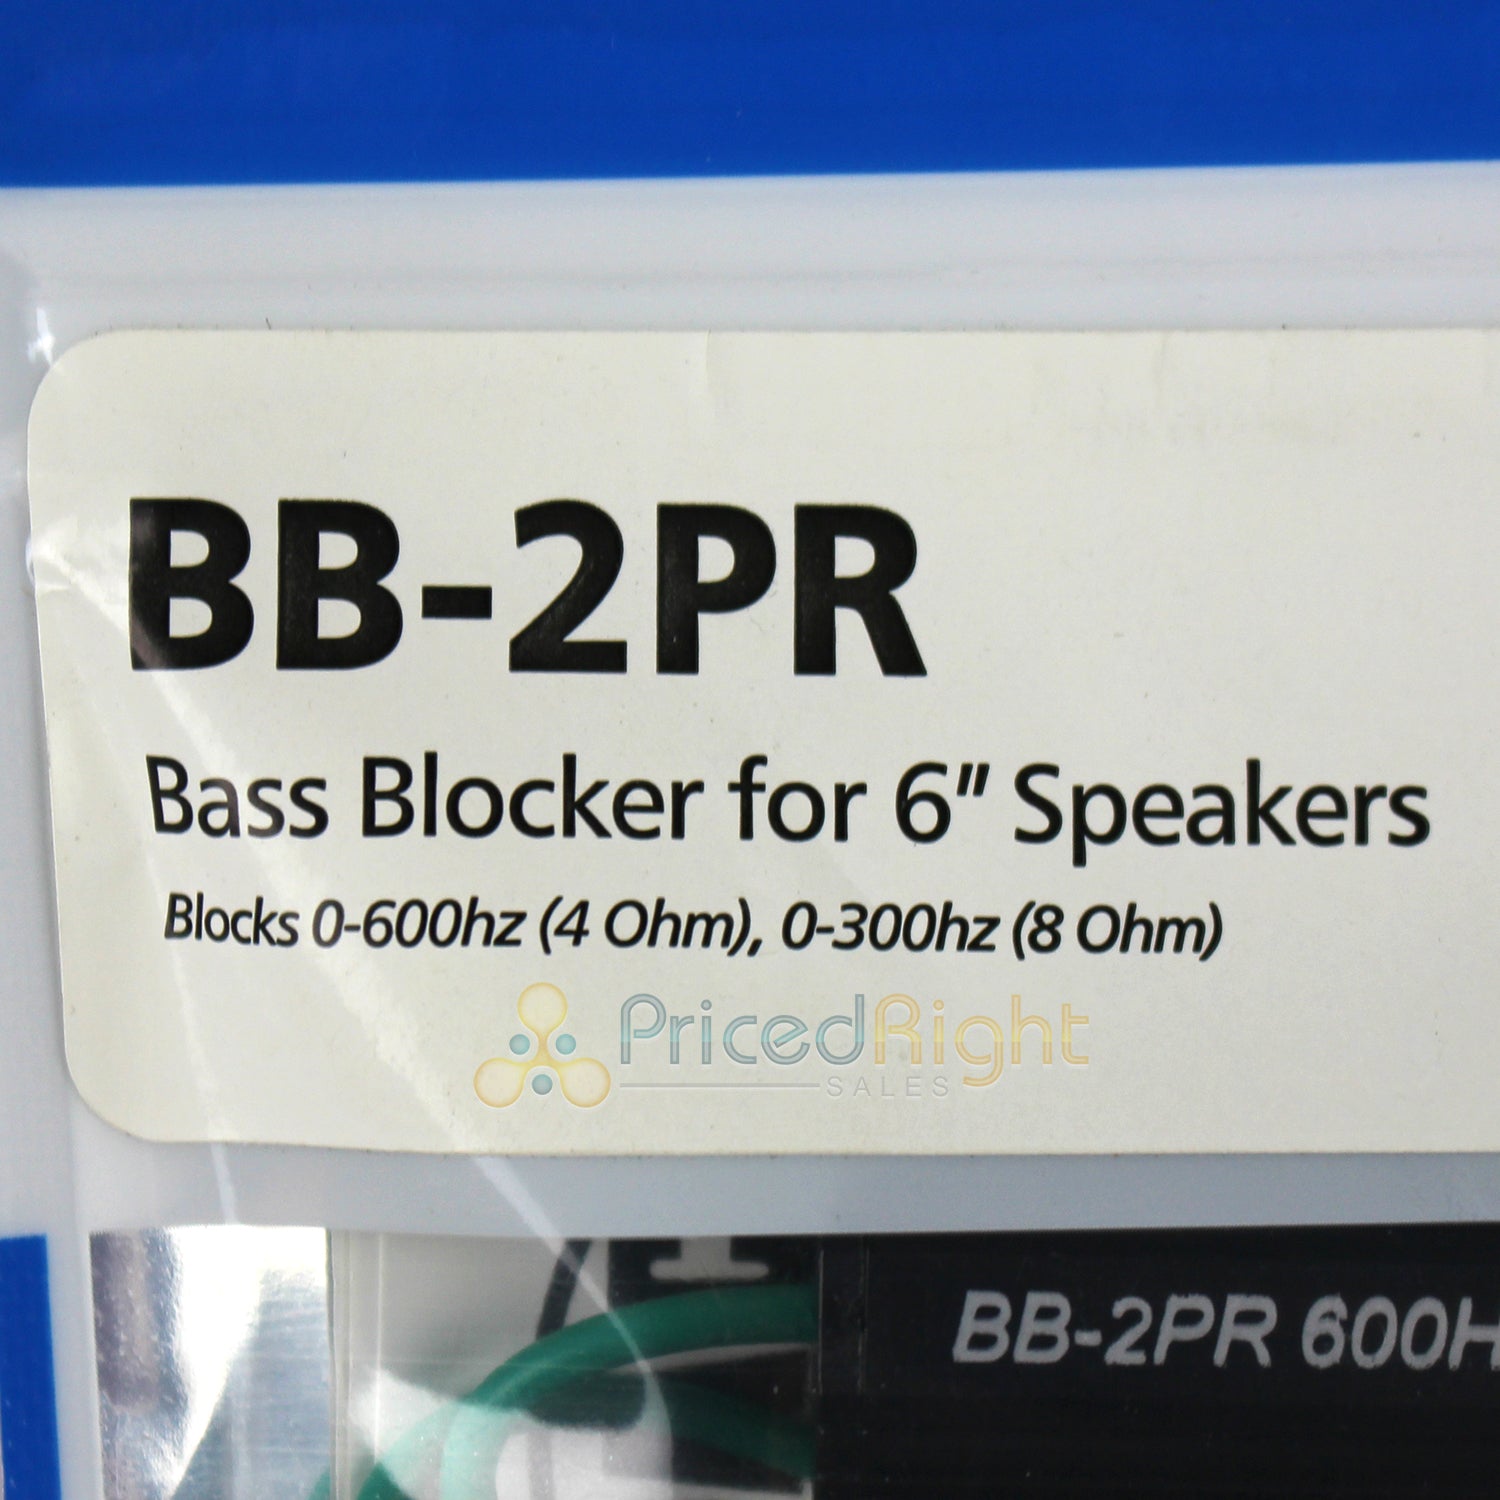 BB-2PR
Bass Blocker for 6" Speakers
Blocks 0-600hz (4 Ohm), 0-300hz (8 Ohm)
PricedRight
SALES
BB-2PR 600H